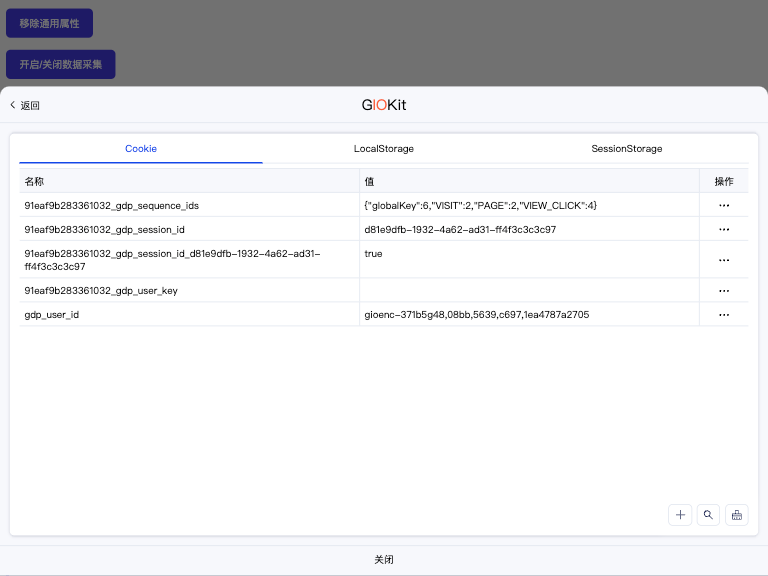 移除通用属性
开启/关闭数据采集
返回
GIOKit
Cookie
LocalStorage
SessionStorage
名称
值
操作
91eaf9b283361032_gdp_sequence_ids
{"globalKey":6,"VISIT":2,"PAGE":2,"VIEW_CLICK":4}
91eaf9b283361032_gdp_session_id
d81e9dfb-1932-4a62-ad31-ff4f3c3c3c97
91eaf9b283361032_gdp_session_id_d81e9dfb-1932-4a62-ad31-
ff4f3c3c3c97
true
91eaf9b283361032_gdp_user_key
gdp_user_id
gioenc-371b5g48,08bb,5639,c697,1ea4787a2705
关闭